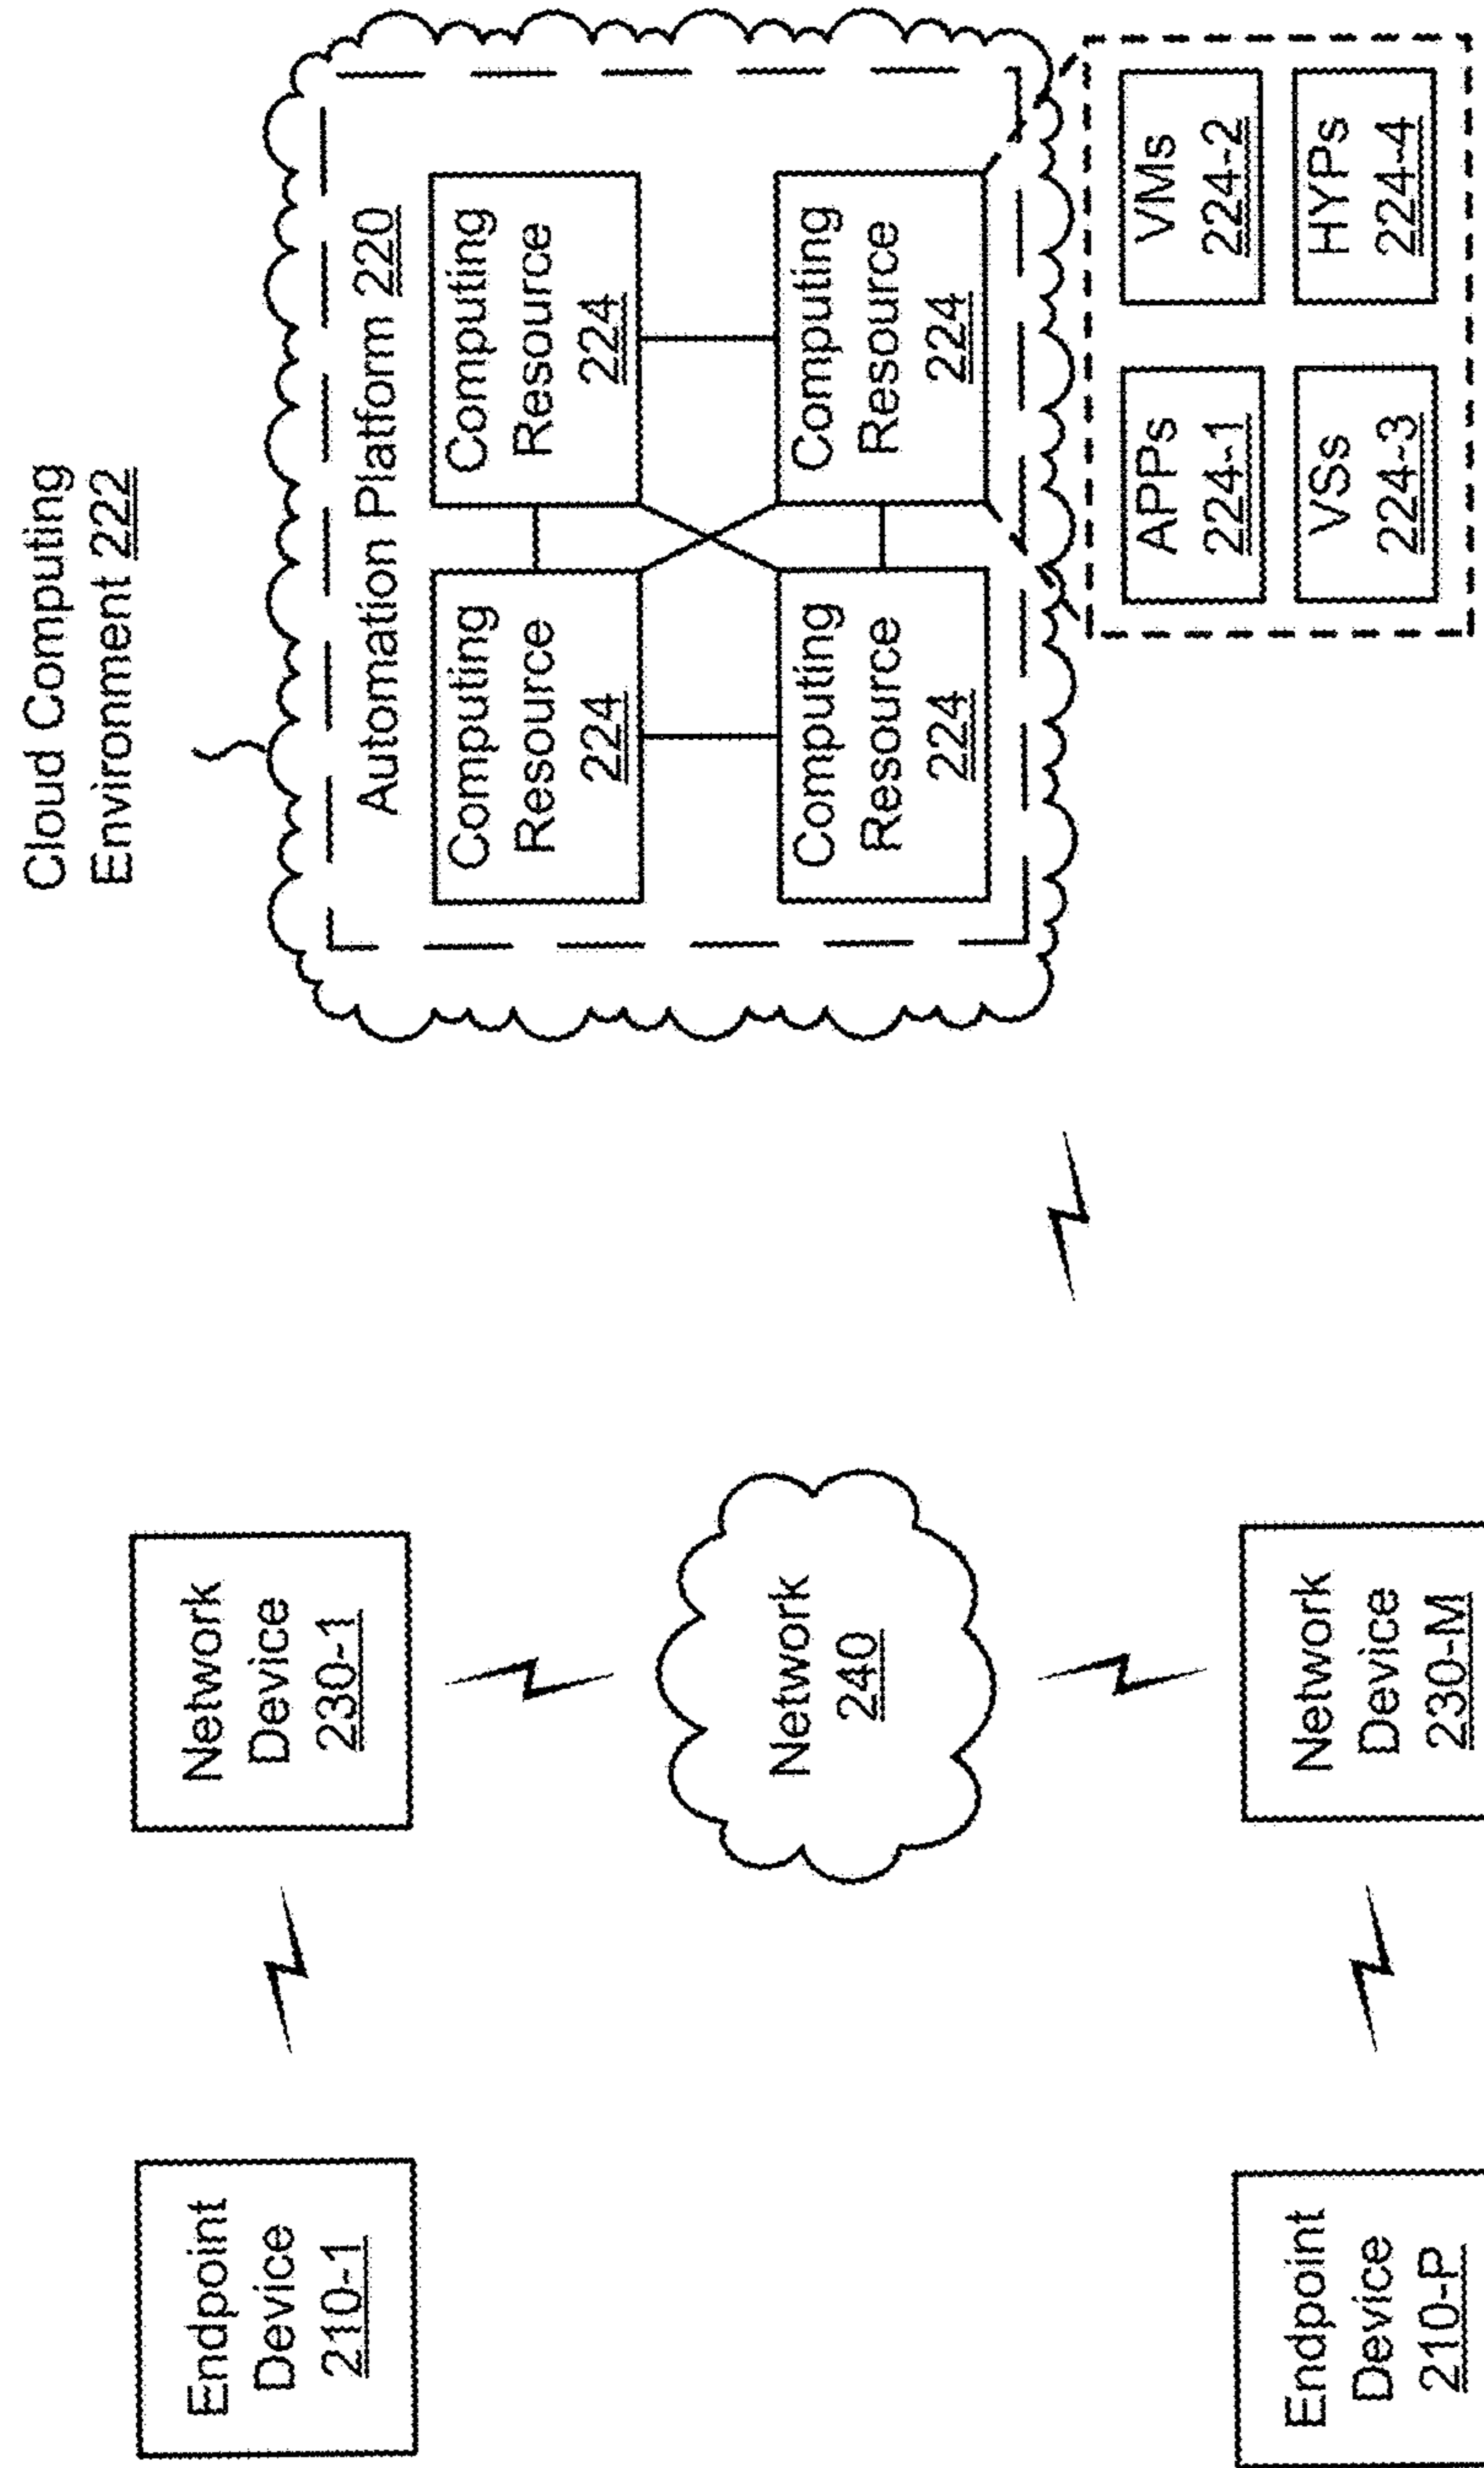 Cloud Computing
Environment 222
Automation Platform 220
Computing
Resource
224
Computing
Resource
224
Computing
Resource
224
Computing
Resource
224
APPs
224-1
VMs
224-2
VSs
224-3
HYPs
224-4
Network
Device
230-1
Network
240
Network
Device
230-M
Endpoint
Device
210-1
Endpoint
Device
210-P